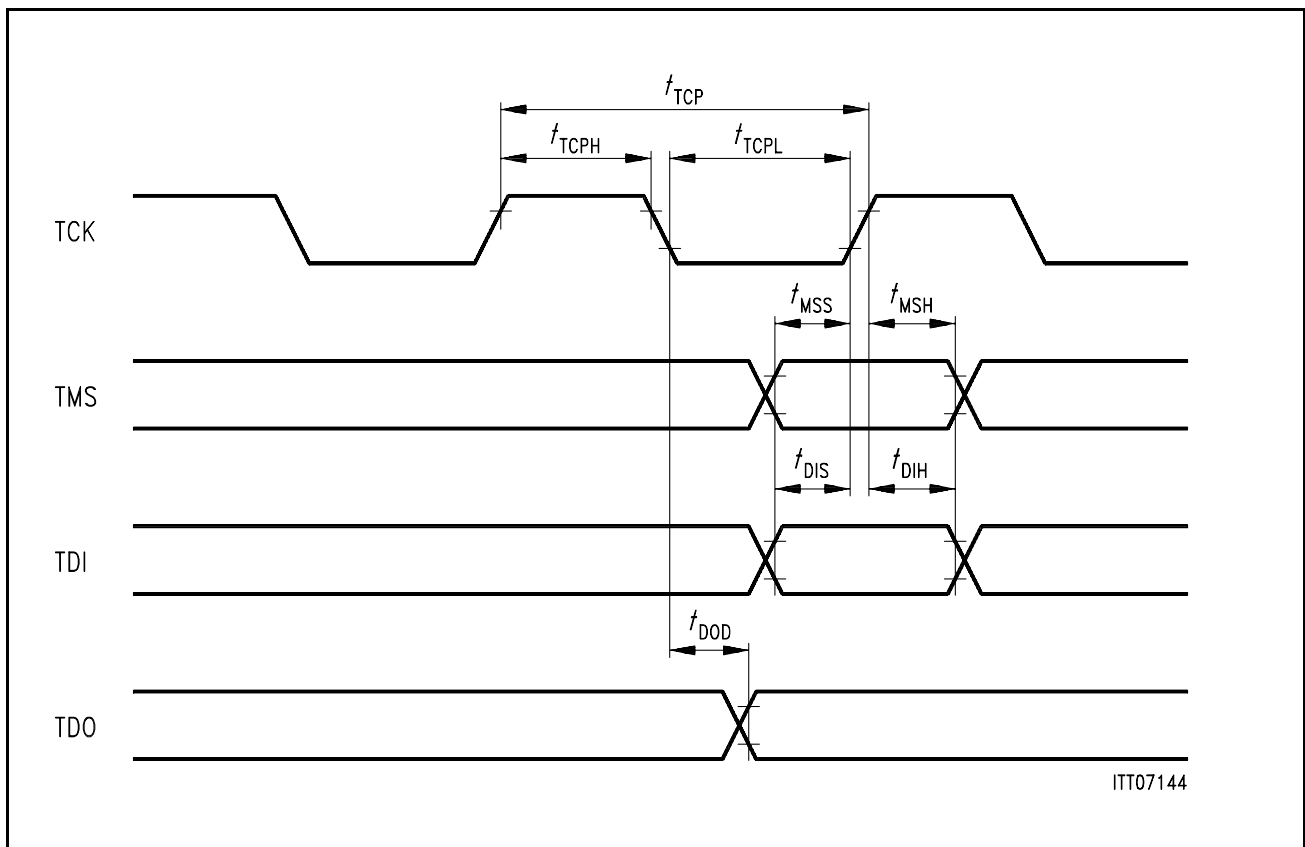 tTCP
tTCPH tTCPL
TCK
tMSS tMSH
TMS
tDIS tDIH
TDI
tDOD
TDO
ITT07144